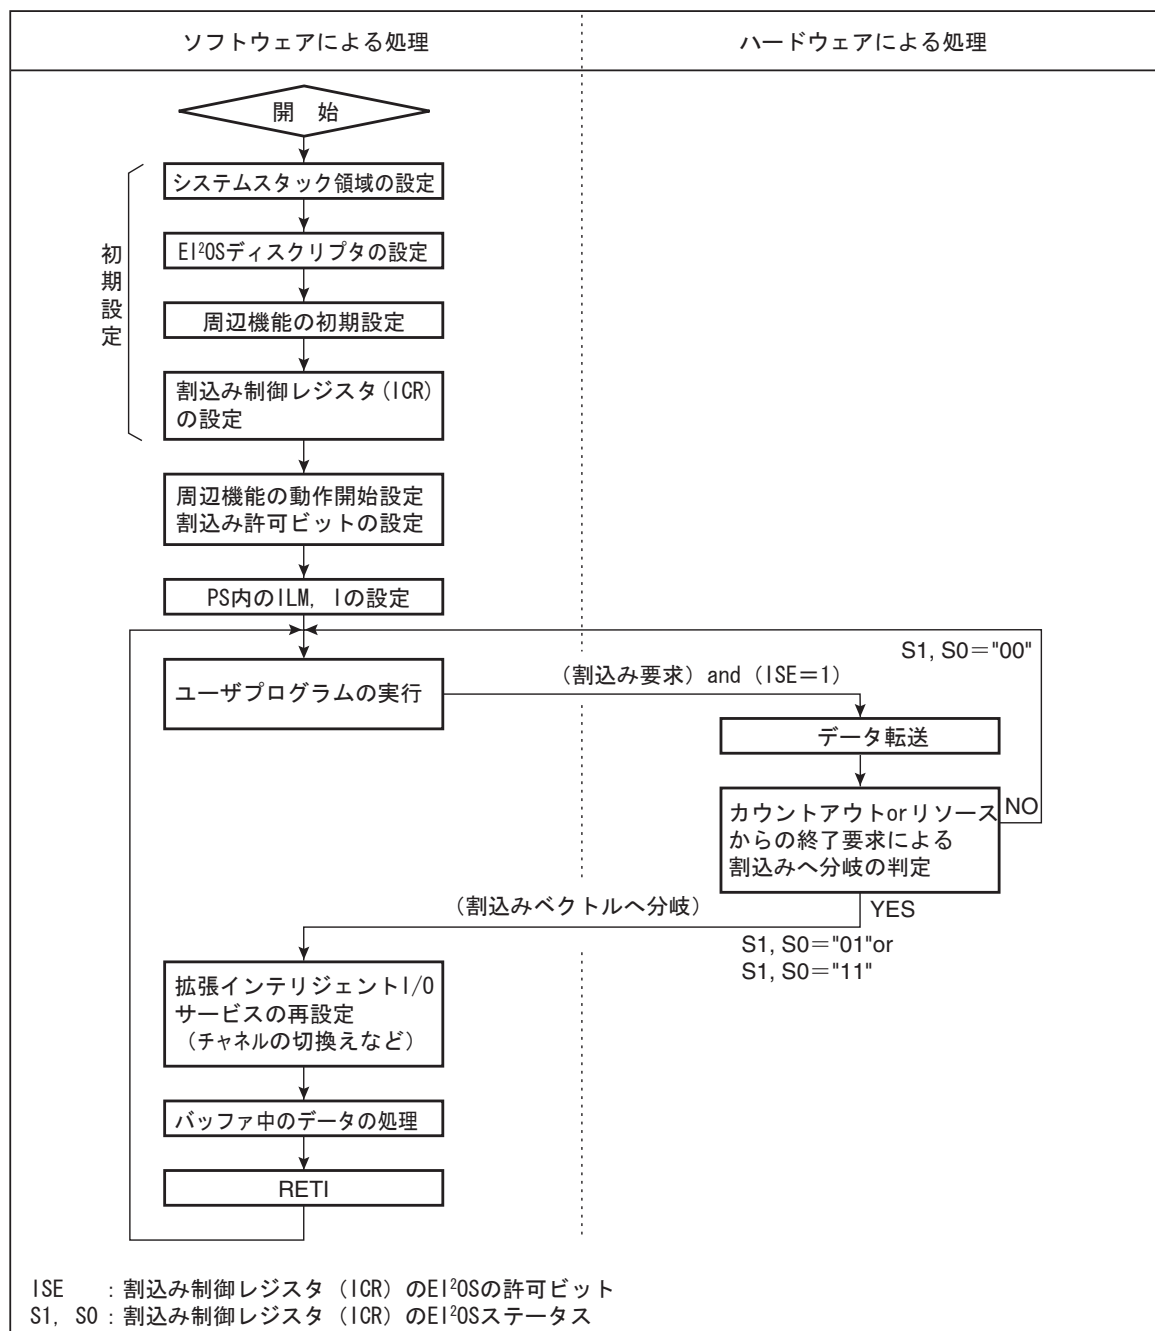 ソフトウェアによる処理
ハードウェアによる処理
開 始
初期設定
システムスタック領域の設定
EI²OSディスクリプタの設定
周辺機能の初期設定
割込み制御レジスタ(ICR)
の設定
周辺機能の動作開始設定
割込み許可ビットの設定
PS内のILM, Iの設定
S1, S0="00"
ユーザプログラムの実行
(割込み要求) and (ISE=1)
データ転送
カウントアウトorリソース
からの終了要求による
割込みへ分岐の判定
NO
YES
(割込みベクトルへ分岐)
S1, S0="01"or
S1, S0="11"
拡張インテリジェントI/O
サービスの再設定
(チャネルの切換えなど)
バッファ中のデータの処理
RETI
ISE : 割込み制御レジスタ (ICR) のEI²OSの許可ビット
S1, S0 : 割込み制御レジスタ (ICR) のEI²OSステータス